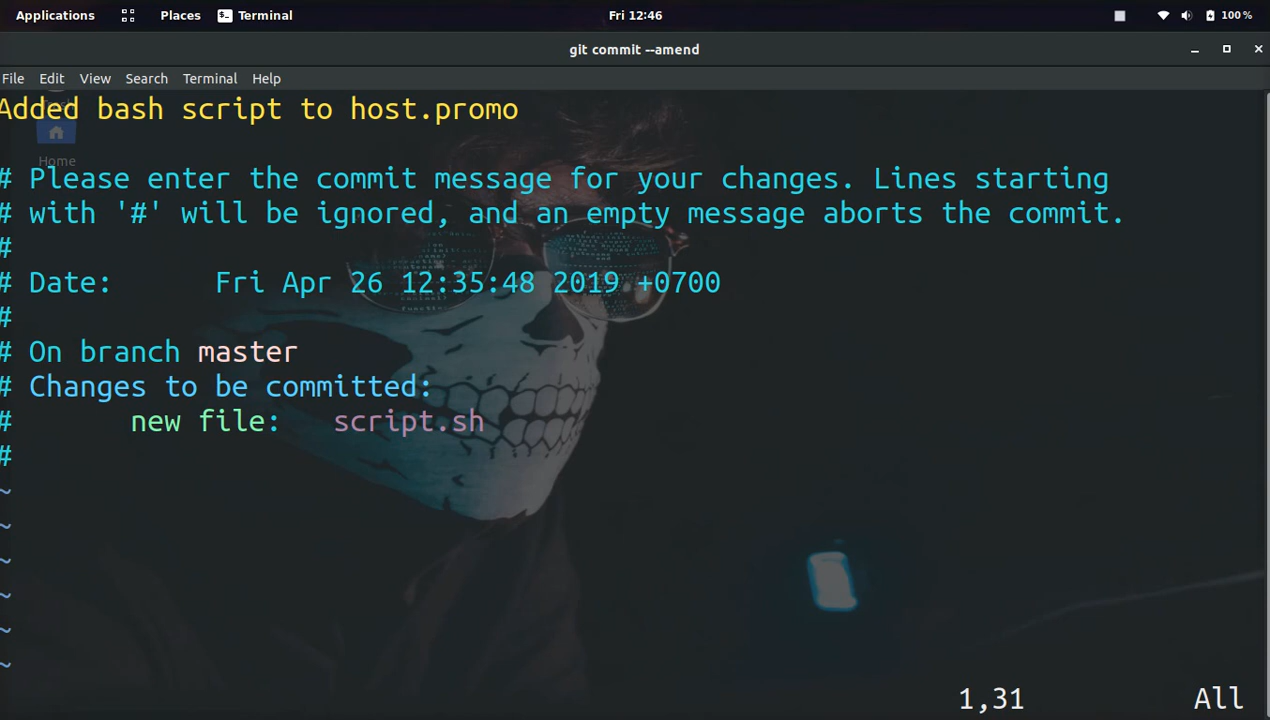 Applications Places Terminal Fri 12:46 100 %
git commit --amend
File Edit View Search Terminal Help
Added bash script to host.promo
Home
# Please enter the commit message for your changes. Lines starting
# with '#' will be ignored, and an empty message aborts the commit.
#
# Date: Fri Apr 26 12:35:48 2019 +0700
#
# On branch master
# Changes to be committed:
# new file: script.sh
#
~
~
~
~
~
~
1,31 All